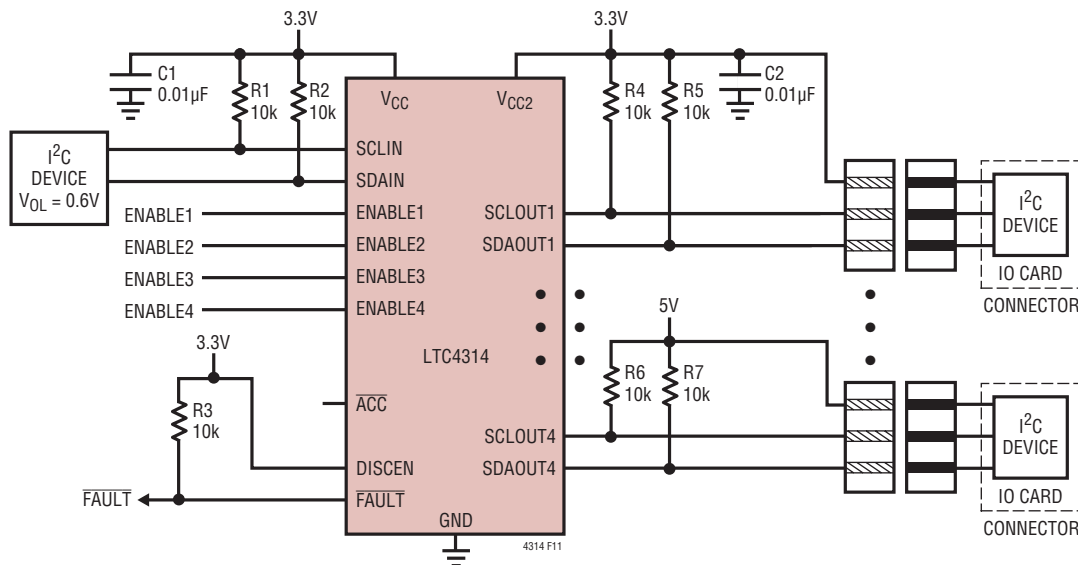 3.3V
3.3V
C1
0.01µF
R1
10k
R2
10k
VCC
VCC2
R4
10k
R5
10k
C2
0.01µF
I2C
DEVICE
VOL = 0.6V
SCLIN
SDAIN
ENABLE1
ENABLE1
ENABLE2
ENABLE2
ENABLE3
ENABLE3
ENABLE4
ENABLE4
SCLOUT1
SDAOUT1
I2C
DEVICE
IO CARD
CONNECTOR
3.3V
LTC4314
5V
R3
10k
ACC
R6
10k
R7
10k
SCLOUT4
SDAOUT4
I2C
DEVICE
IO CARD
CONNECTOR
DISCEN
FAULT
FAULT
GND
4314 F11